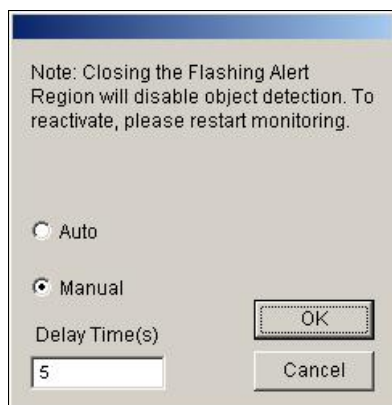 Note: Closing the Flashing Alert
Region will disable object detection. To
reactivate, please restart monitoring.
Auto
Manual
Delay Time(s)
5
OK
Cancel